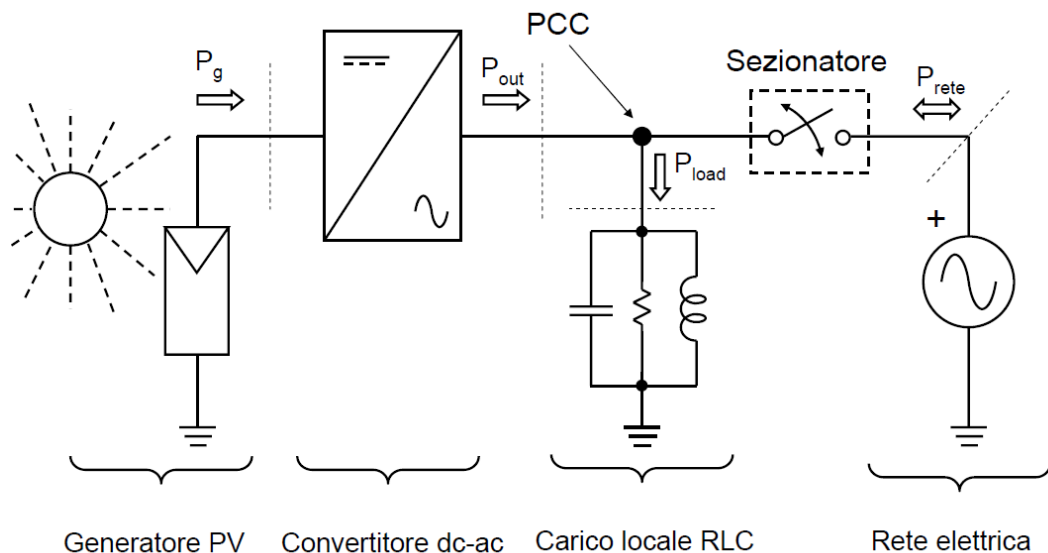 PCC
Sezionatore
P_g
P_out
P_rete
P_load
+
Generatore PV
Convertitore dc-ac
Carico locale RLC
Rete elettrica